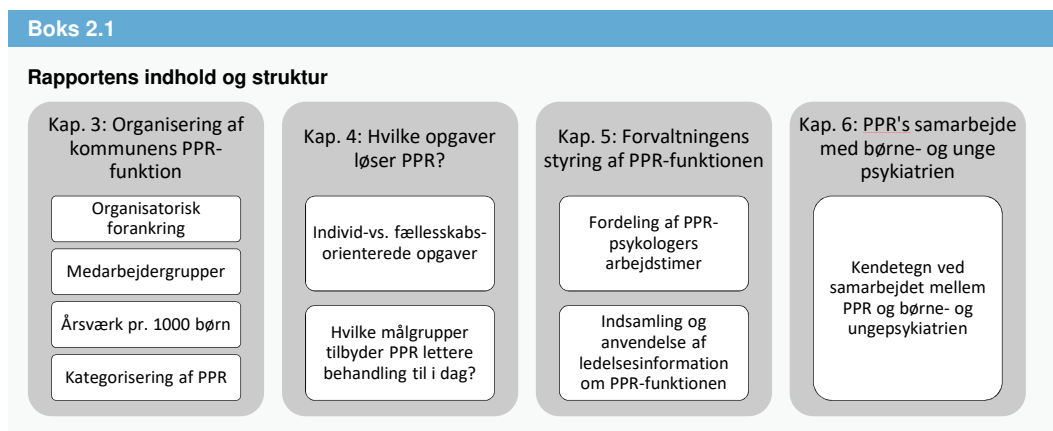 Boks 2.1
Rapportens indhold og struktur
Kap. 3: Organisering af
kommunens PPR-
funktion
Organisatorisk
forankring
Medarbejdergrupper
Årsværk pr. 1000 børn
Kategorisering af PPR
Kap. 4: Hvilke opgaver
løser PPR?
Individ-vs. fællesskabs-
orienterede opgaver
Hvilke målgrupper
tilbyder PPR lettere
behandling til i dag?
Kap. 5: Forvaltningens
styring af PPR-funktionen
Fordeling af PPR-
psykologers
arbejdstimer
Indsamling og
anvendelse af
ledelsesinformation
om PPR-funktionen
Kap. 6: PPR's samarbejde
med børne- og unge
psykiatrien
Kendetegn ved
samarbejdet mellem
PPR og børne- og
ungepsykiatrien